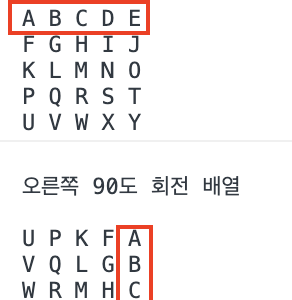 A B C D E
F G H I J
K L M N O
P Q R S T
U V W X Y
오른쪽 90도 회전 배열
U P K F A
V Q L G B
W R M H C